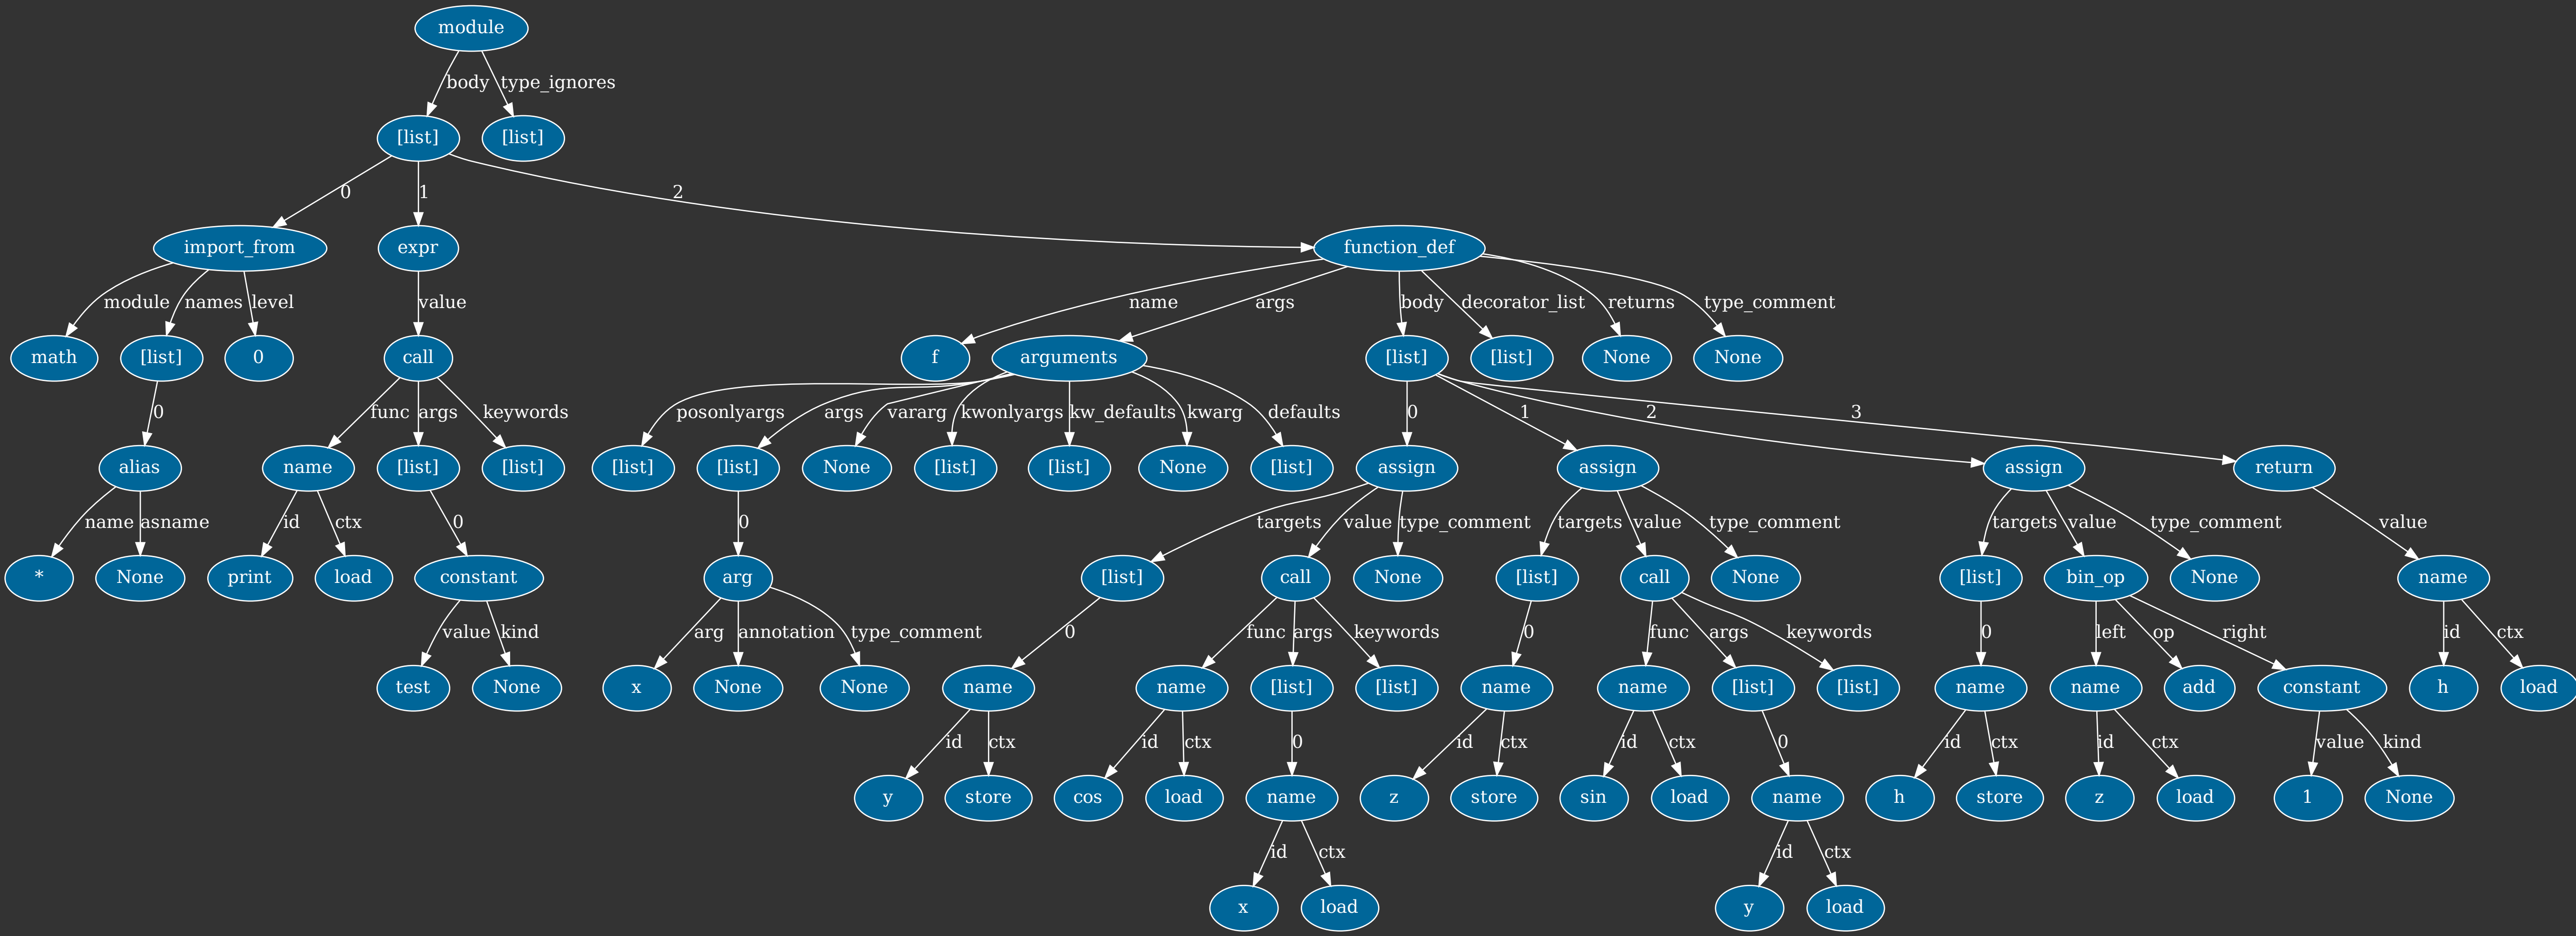 module
body type_ignores
[list] [list]
0 1 2
import_from expr function_def
module names level value name args body decorator_list returns type_comment
math [list] 0 call f arguments [list] [list] None None
0 func args keywords posonlyargs args vararg kwonlyargs kw_defaults kwarg defaults 0 1 2 3
alias name [list] [list] [list] [list] None [list] [list] None [list] assign assign assign return
name asname id ctx 0 0 targets value type_comment targets value type_comment targets value type_comment value
* None print load constant arg [list] call None [list] call None [list] bin_op None name
value kind arg annotation type_comment 0 func args keywords 0 func args keywords 0 left op right id ctx
test None x None None name name [list] [list] name name [list] [list] name name add constant h load
id ctx id ctx 0 id ctx id ctx 0 id ctx id ctx value kind
y store cos load name z store sin load name h store z load 1 None
id ctx id ctx
x load y load